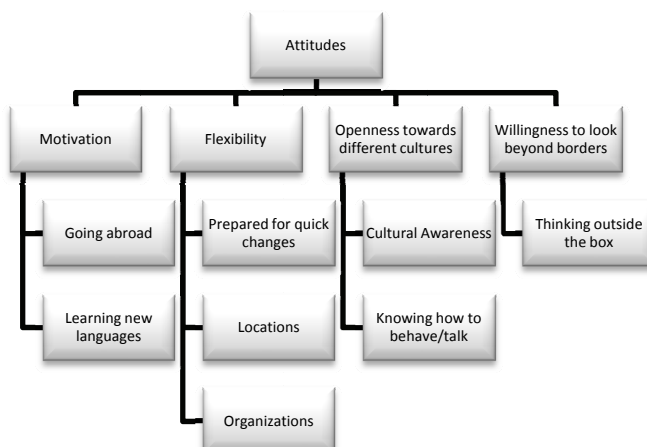 Attitudes
Motivation
Flexibility
Openness towards
different cultures
Willingness to look
beyond borders
Going abroad
Prepared for quick
changes
Cultural Awareness
Thinking outside
the box
Learning new
languages
Locations
Knowing how to
behave/talk
Organizations